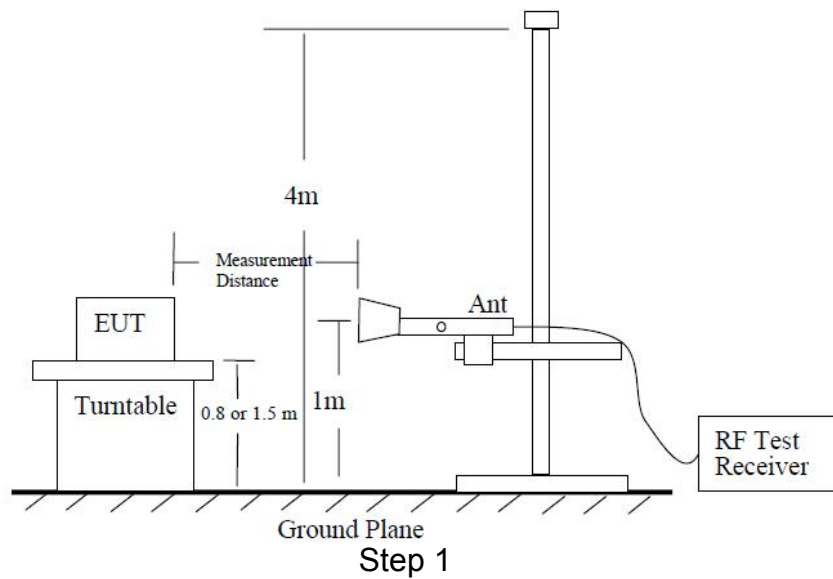 4m
Measurement
Distance
Ant
EUT
Turntable
0.8 or 1.5 m
1m
RF Test
Receiver
Ground Plane
Step 1